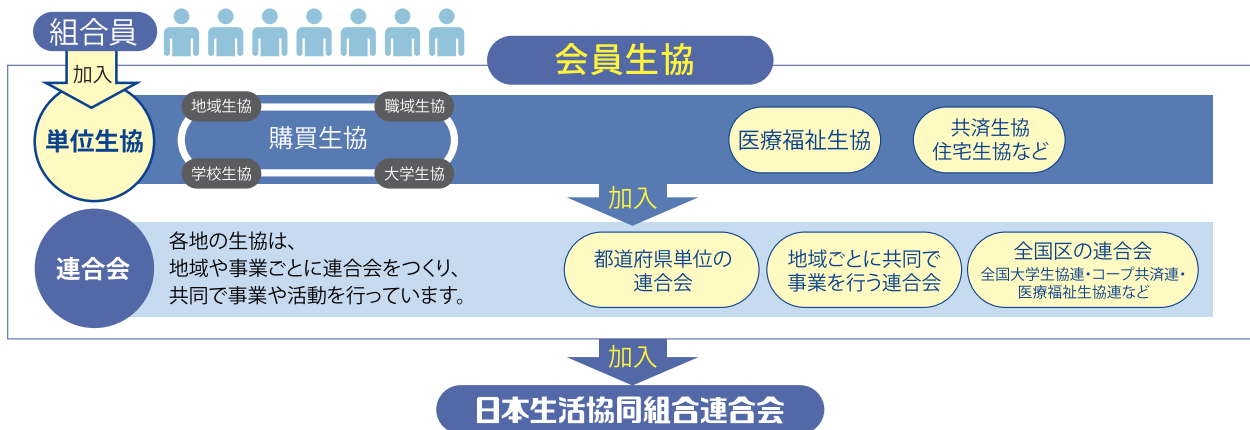 組合員
加入
会員生協
単位生協
地域生協
職域生協
購買生協
学校生協
大学生協
医療福祉生協
共済生協
住宅生協など
加入
連合会
各地の生協は、
地域や事業ごとに連合会をつくり、
共同で事業や活動を行っています。
都道府県単位の
連合会
地域ごとに共同で
事業を行う連合会
全国区の連合会
全国大学生協連・コープ共済連・
医療福祉生協連など
加入
日本生活協同組合連合会